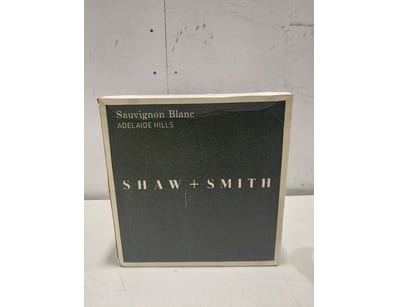 Sauvignon Blanc
ADELAIDE HILLS
SHAW + SMITH